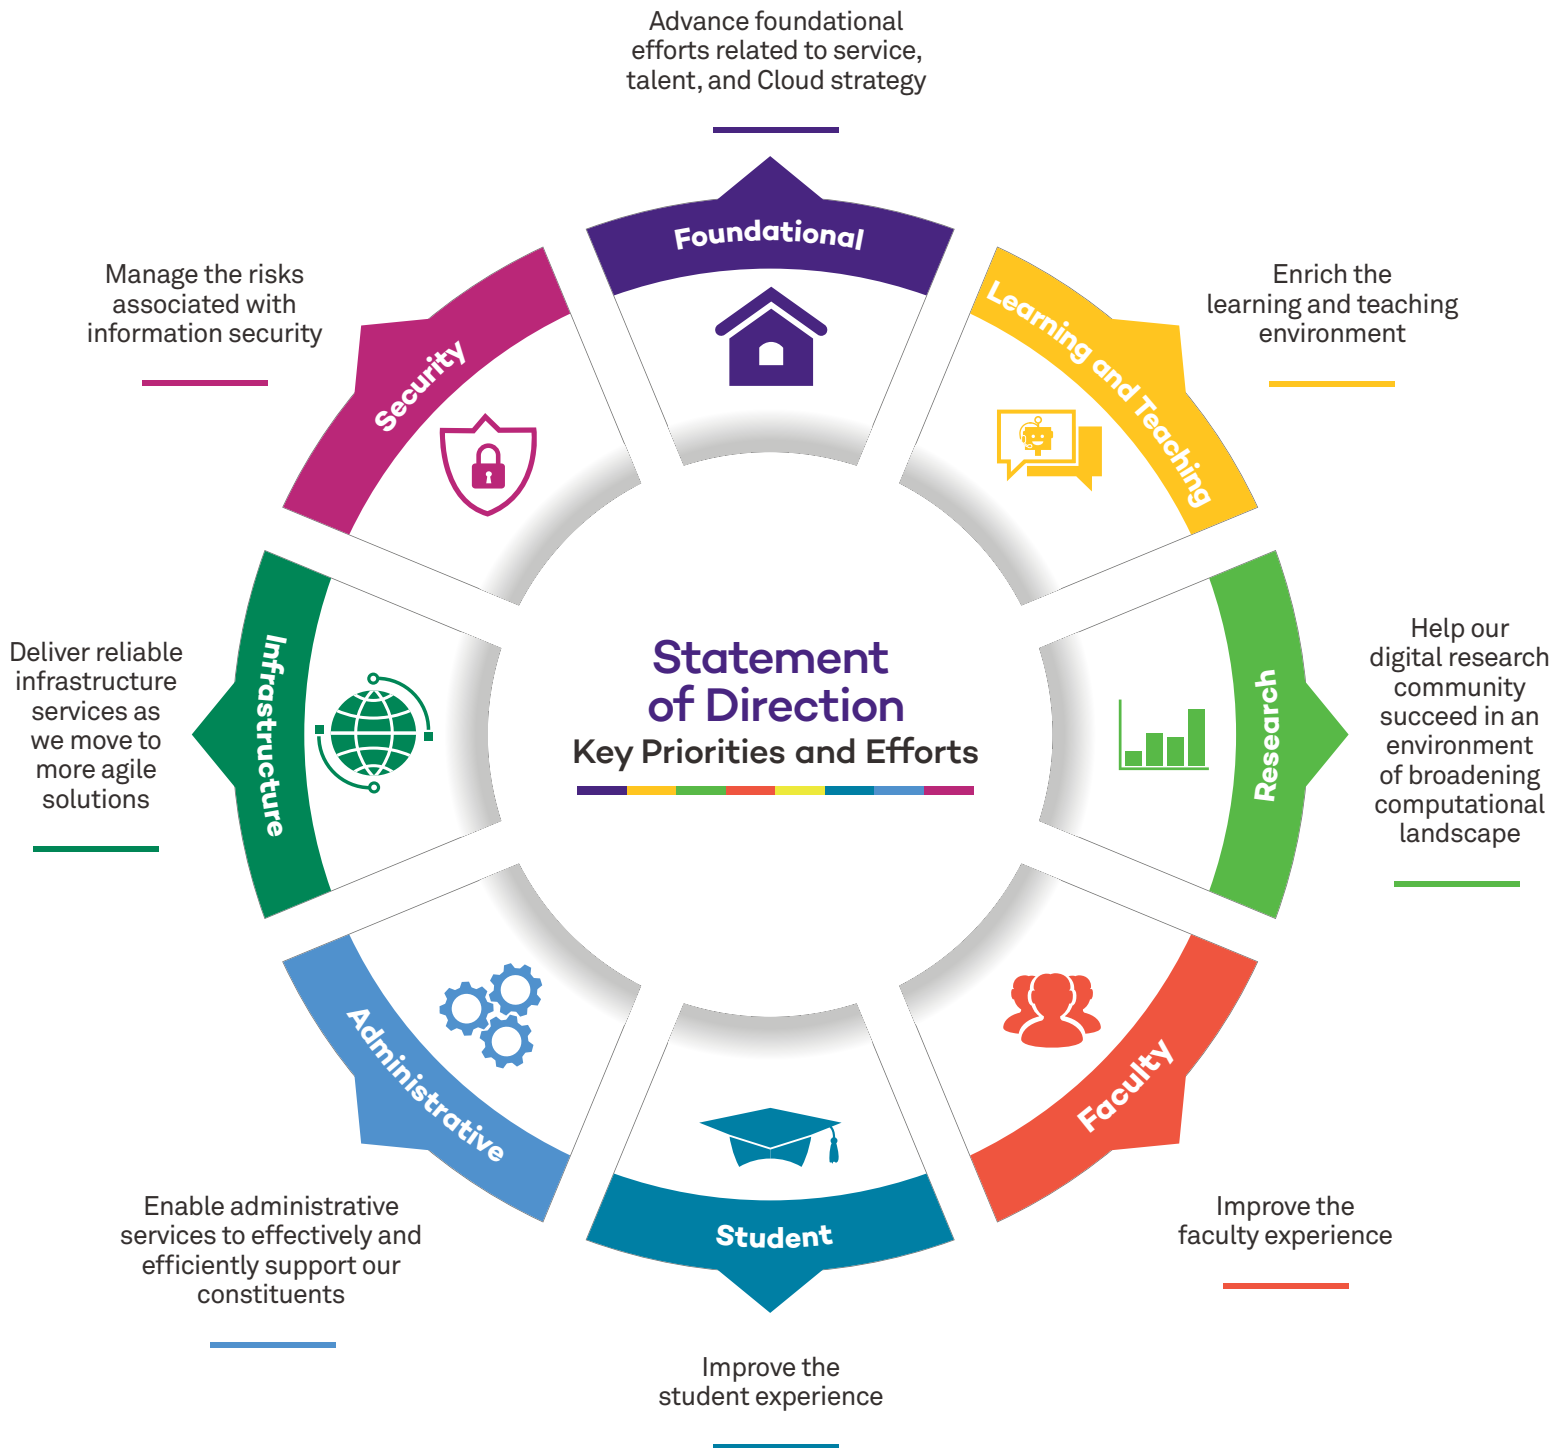 Advance foundational
efforts related to service,
talent, and Cloud strategy
Foundational
Enrich the
learning and teaching
environment
Learning and Teaching
Help our
digital research
community
succeed in an
environment
of broadening
computational
landscape
Research
Improve the
faculty experience
Faculty
Improve the
student experience
Student
Enable administrative
services to effectively and
efficiently support our
constituents
Administrative
Deliver reliable
infrastructure
services as
we move to
more agile
solutions
Infrastructure
Manage the risks
associated with
information security
Security
Statement
of Direction
Key Priorities and Efforts